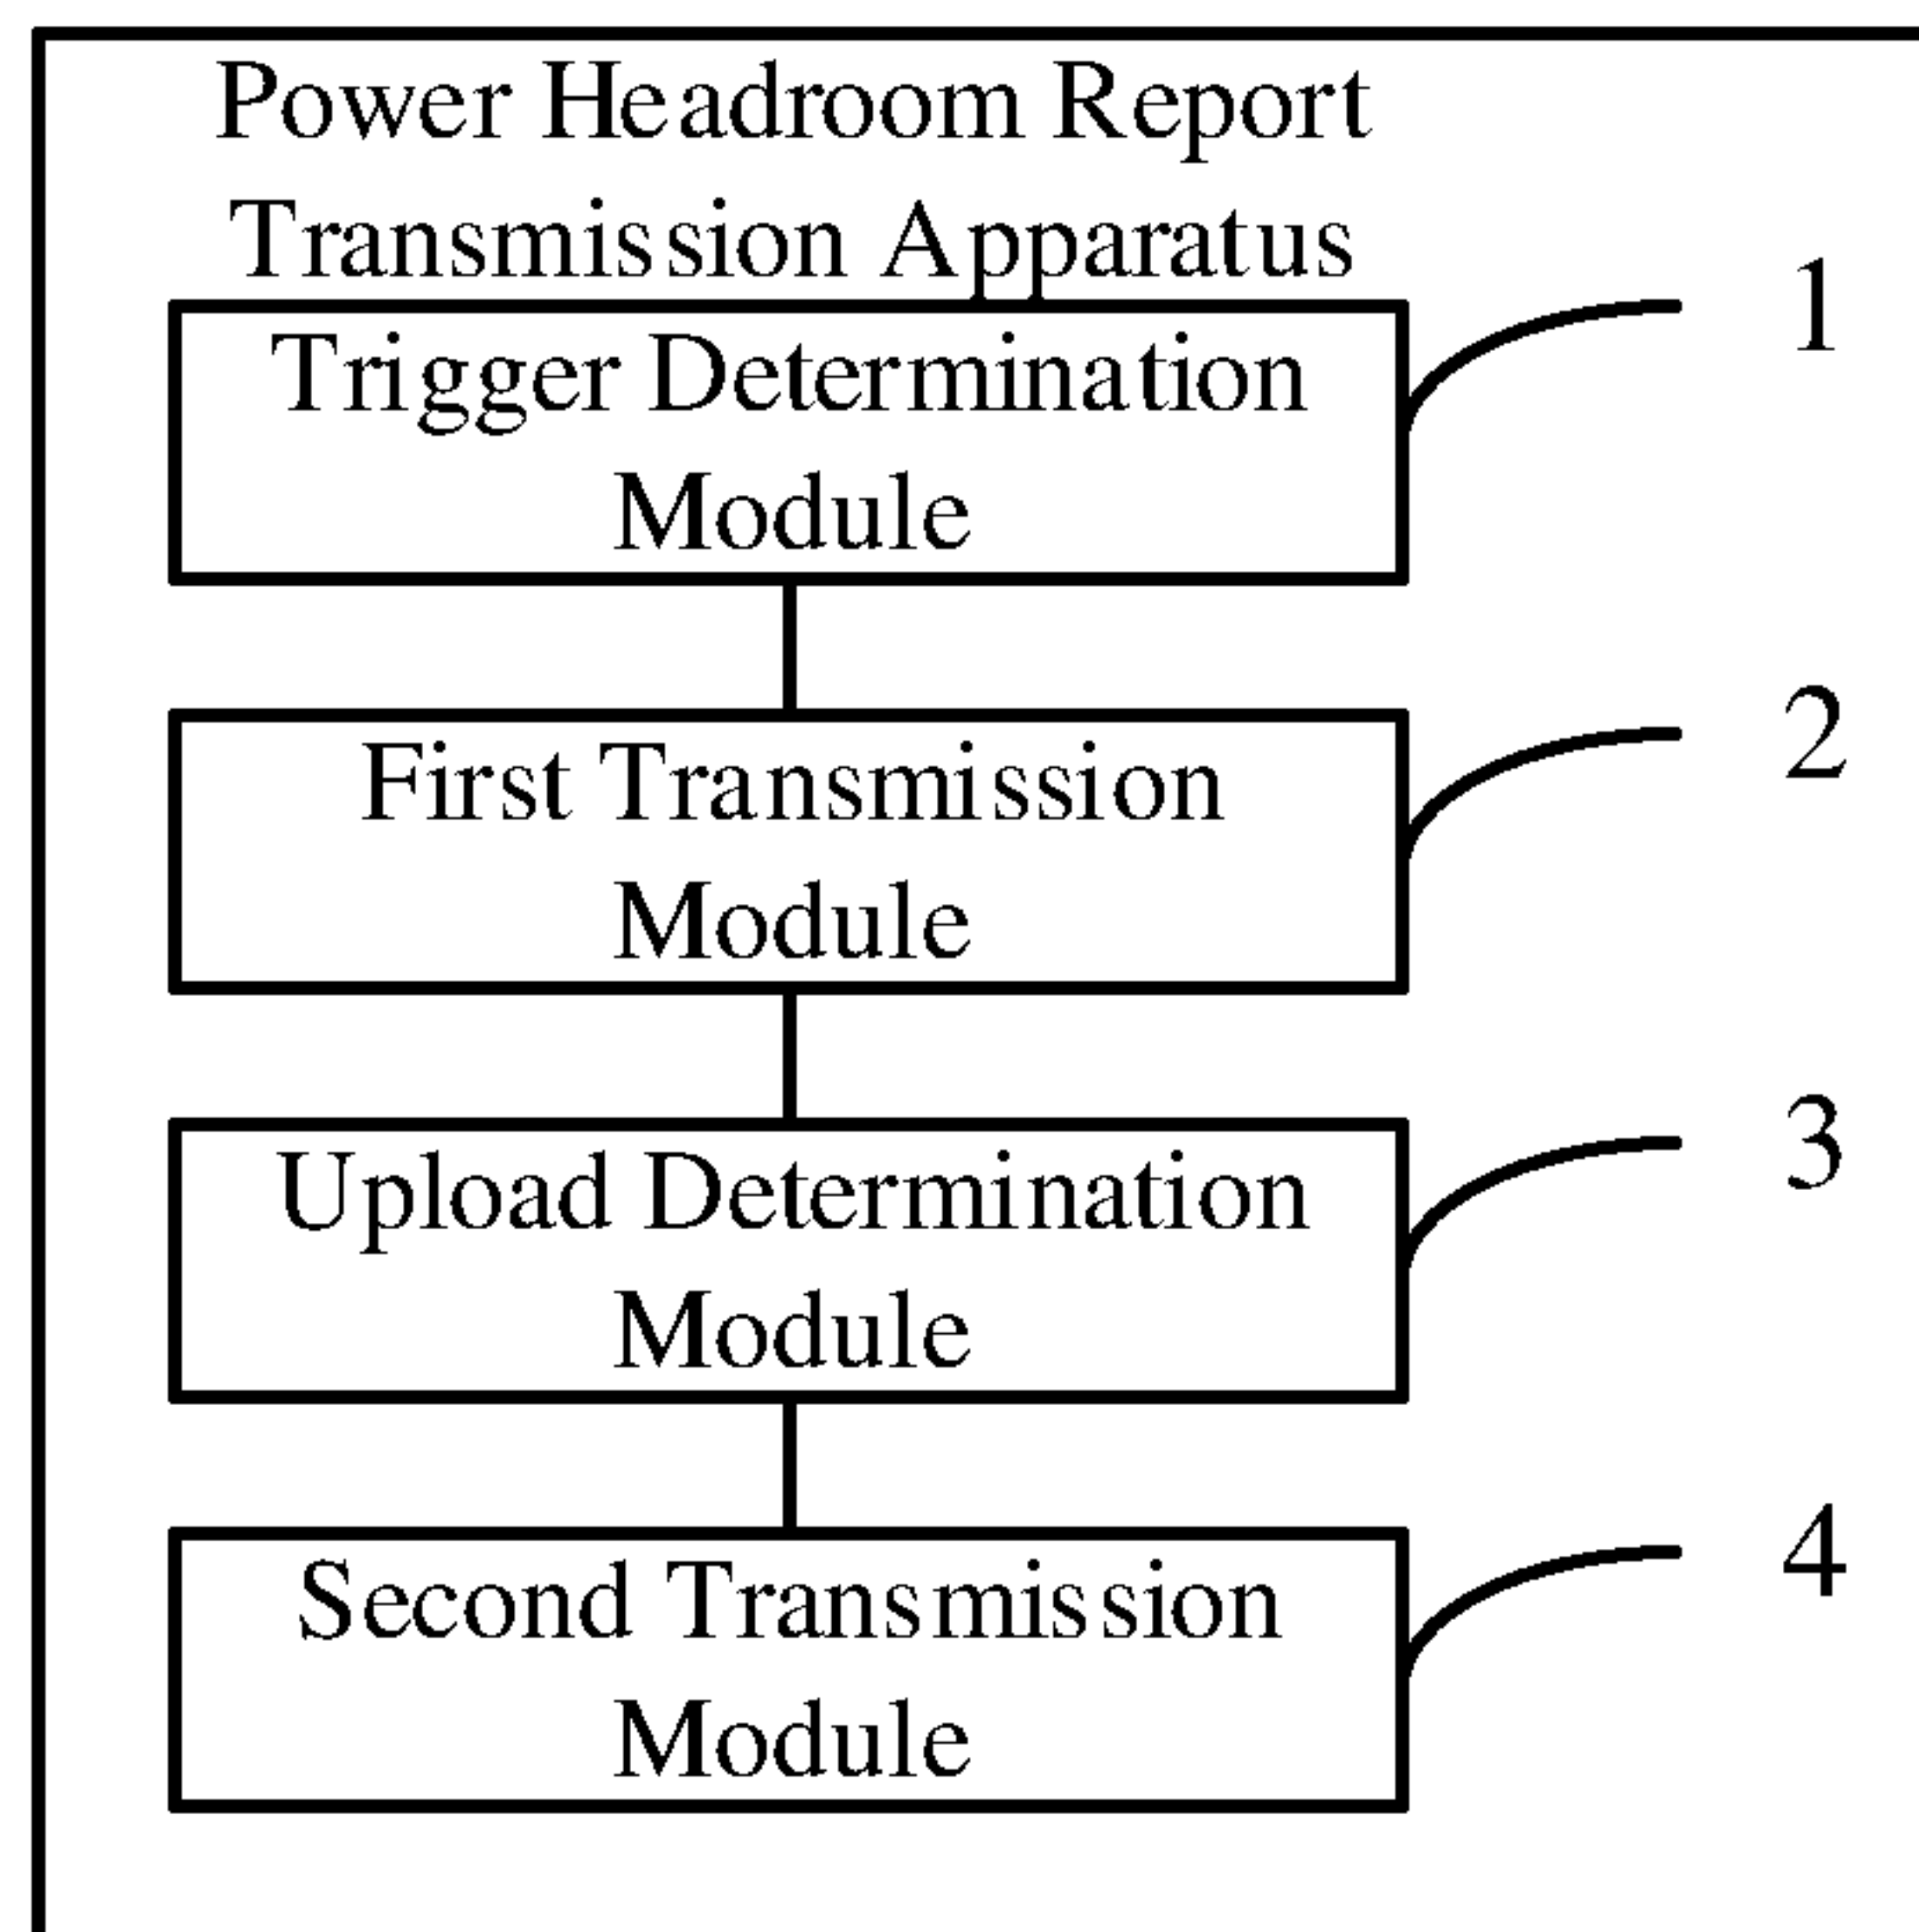 Power Headroom Report
Transmission Apparatus
1
Trigger Determination
Module
2
First Transmission
Module
3
Upload Determination
Module
4
Second Transmission
Module